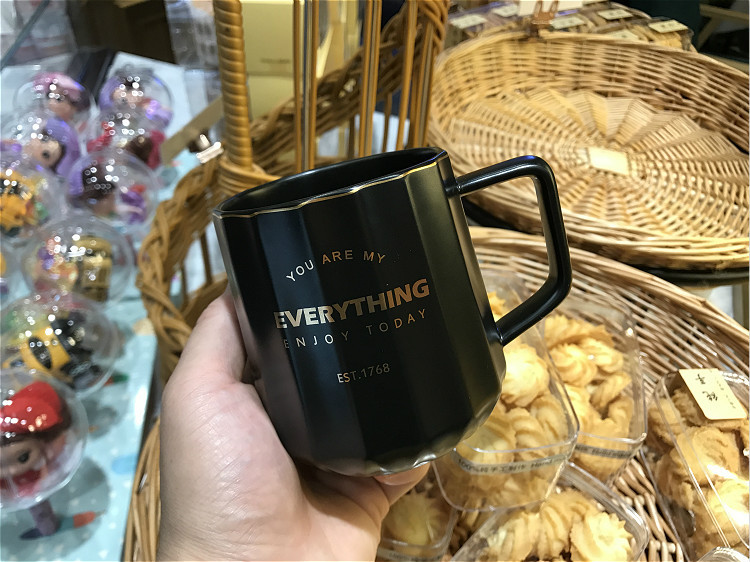 YOU ARE MY
EVERYTHING
ENJOY TODAY
EST.1768